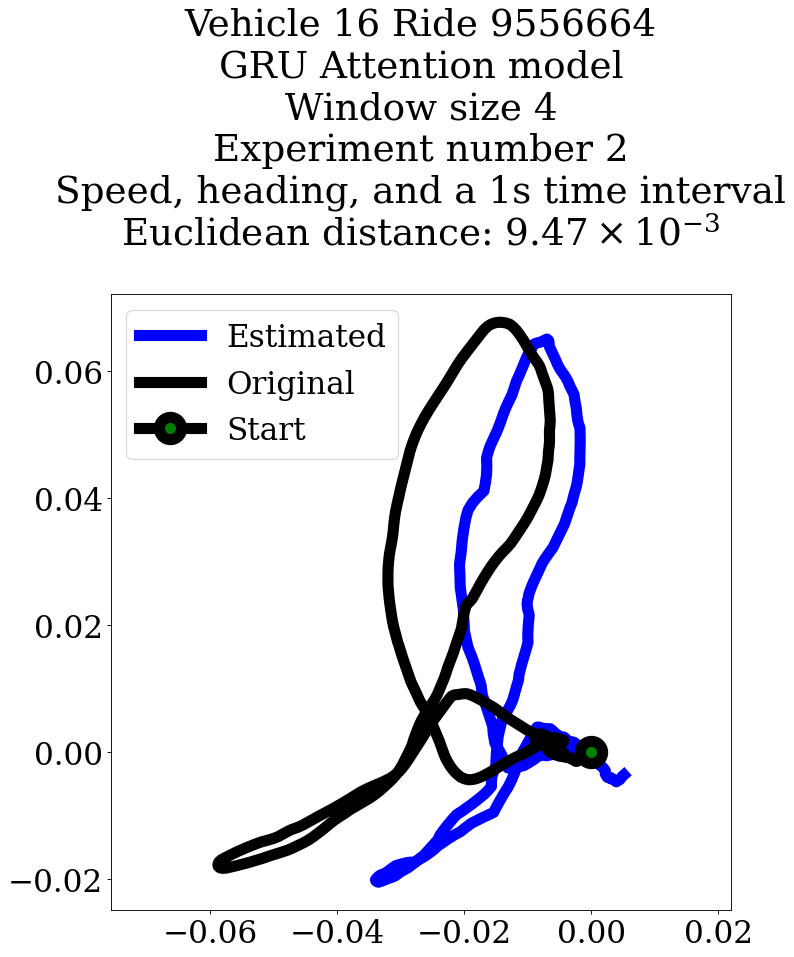 Vehicle 16 Ride 9556664
GRU Attention model
Window size 4
Experiment number 2
Speed, heading, and a 1s time interval
Euclidean distance: 9.47 × 10⁻³
Estimated
Original
Start
0.06
0.04
0.02
0.00
−0.02
−0.06
−0.04
−0.02
0.00
0.02